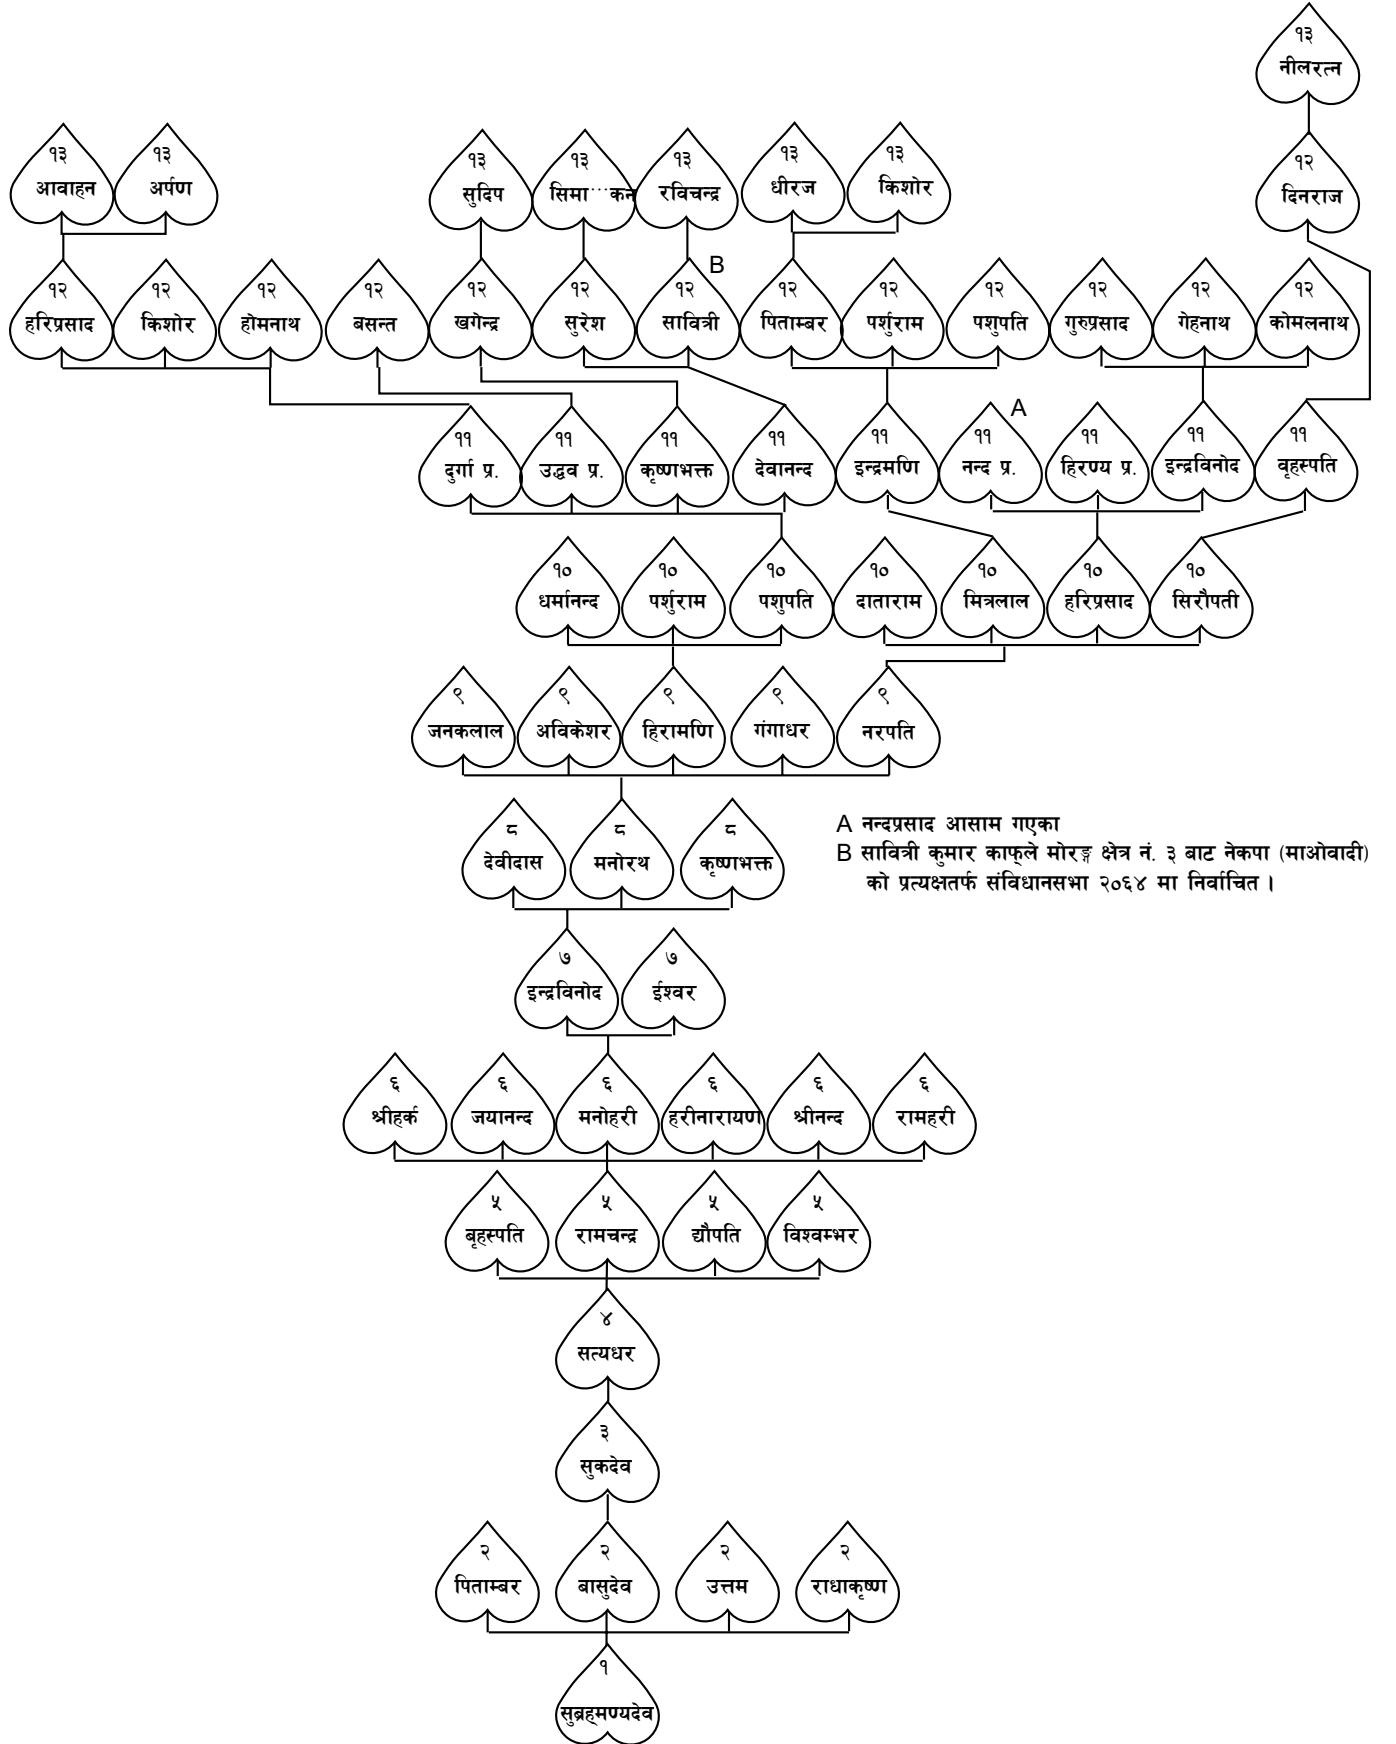 १३
नीलरत्न
१३
आवाहन
१३
अर्पण
१३
सुदिप
१३
सिमा...कन
१३
रविचन्द्र
१३
धीरज
१३
किशोर
१२
दिनराज
१२
हरिप्रसाद
१२
किशोर
१२
होमनाथ
१२
बसन्त
१२
खगेन्द्र
१२
सुरेश
B
१२
सावित्री
१२
पिताम्बर
१२
पर्शुराम
१२
पशुपति
१२
गुरुप्रसाद
१२
गेहनाथ
१२
कोमलनाथ
११
दुर्गा प्र.
११
उद्धव प्र.
११
कृष्णभक्त
११
देवानन्द
११
इन्द्रमणि
A
११
नन्द प्र.
११
हिरण्य प्र.
११
इन्द्रविनोद
११
वृहस्पति
१०
धर्मानन्द
१०
पर्शुराम
१०
पशुपति
१०
दाताराम
१०
मित्रलाल
१०
हरिप्रसाद
१०
सिरौपती
९
जनकलाल
९
अविकेशर
९
हिरामणि
९
गंगाधर
९
नरपति
८
देवीदास
८
मनोरथ
८
कृष्णभक्त
A नन्दप्रसाद आसाम गएका
B सावित्री कुमार काफ्ले मोरङ्ग क्षेत्र नं. ३ बाट नेकपा (माओवादी)
को प्रत्यक्षतर्फ संविधानसभा २०६४ मा निर्वाचित ।
७
इन्द्रविनोद
७
ईश्वर
६
श्रीहर्क
६
जयानन्द
६
मनोहरी
६
हरीनारायण
६
श्रीनन्द
६
रामहरी
५
बृहस्पति
५
रामचन्द्र
५
द्यौपति
५
विश्वम्भर
४
सत्यधर
३
सुकदेव
२
पिताम्बर
२
बासुदेव
२
उत्तम
२
राधाकृष्ण
१
सुब्रह्मण्यदेव